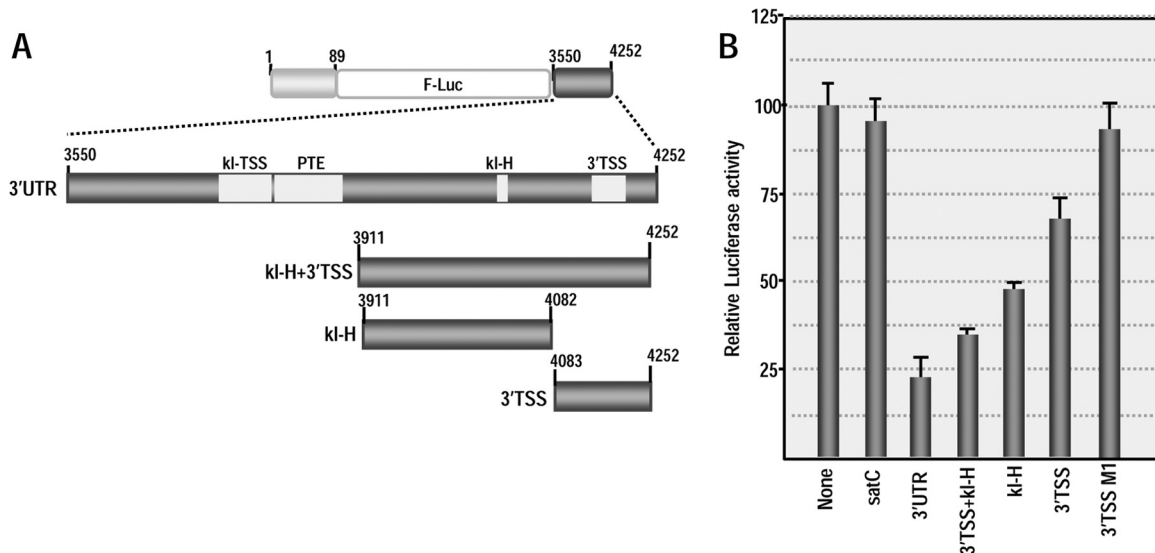 A
1
89
3550
4252
F-Luc
3550
kl-TSS
PTE
kl-H
3'TSS
4252
3'UTR
3911
4252
kl-H+3'TSS
3911
4082
kl-H
4083
4252
3'TSS
B
Relative Luciferase activity
125
100
75
50
25
None
satC
3'UTR
3'TSS+kl-H
kl-H
3'TSS
3'TSS M1